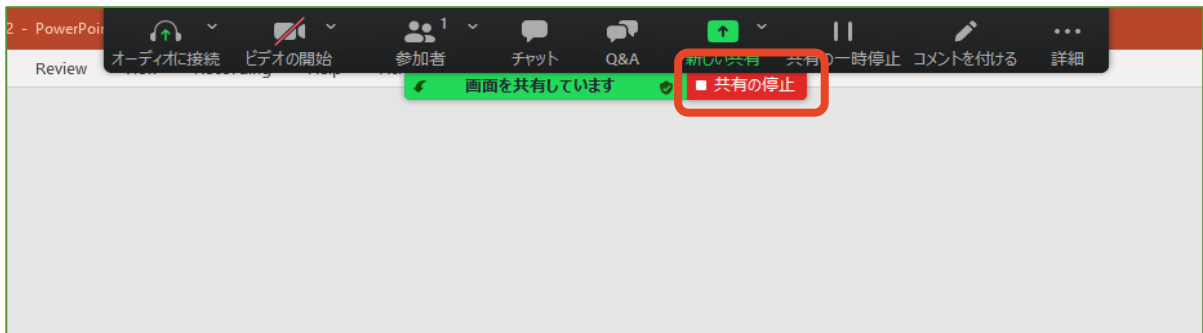 2 - PowerPoi
1
オーディオに接続 ビデオの開始 参加者 チャット Q&A 新しい共有 共有の一時停止 コメントを付ける 詳細
Review
画面を共有しています 共有の停止